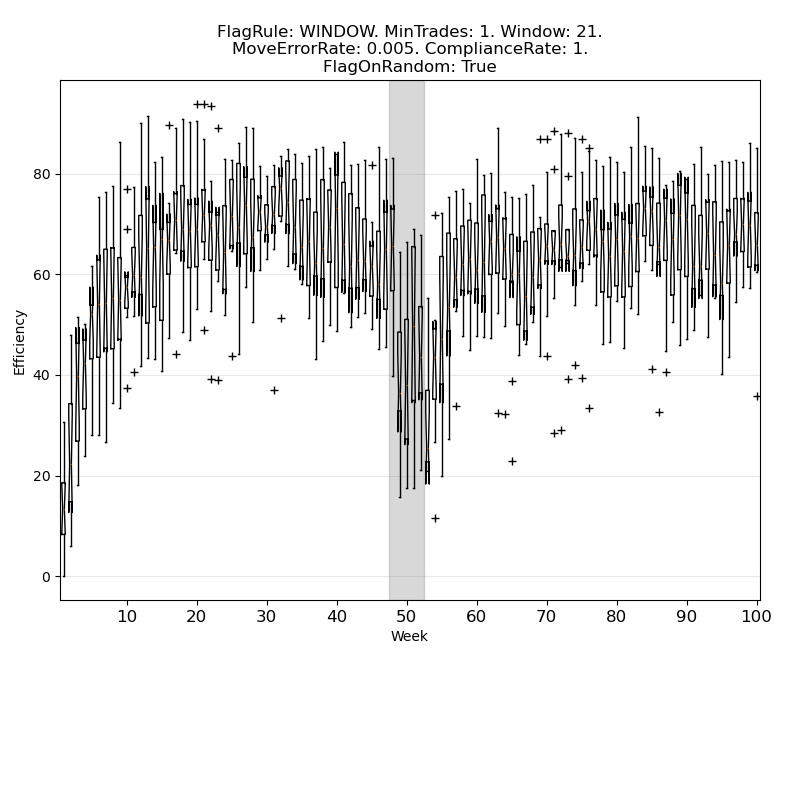 FlagRule: WINDOW. MinTrades: 1. Window: 21.
MoveErrorRate: 0.005. ComplianceRate: 1.
FlagOnRandom: True
80
60
40
20
0
Efficiency
10 20 30 40 50 60 70 80 90 100
Week